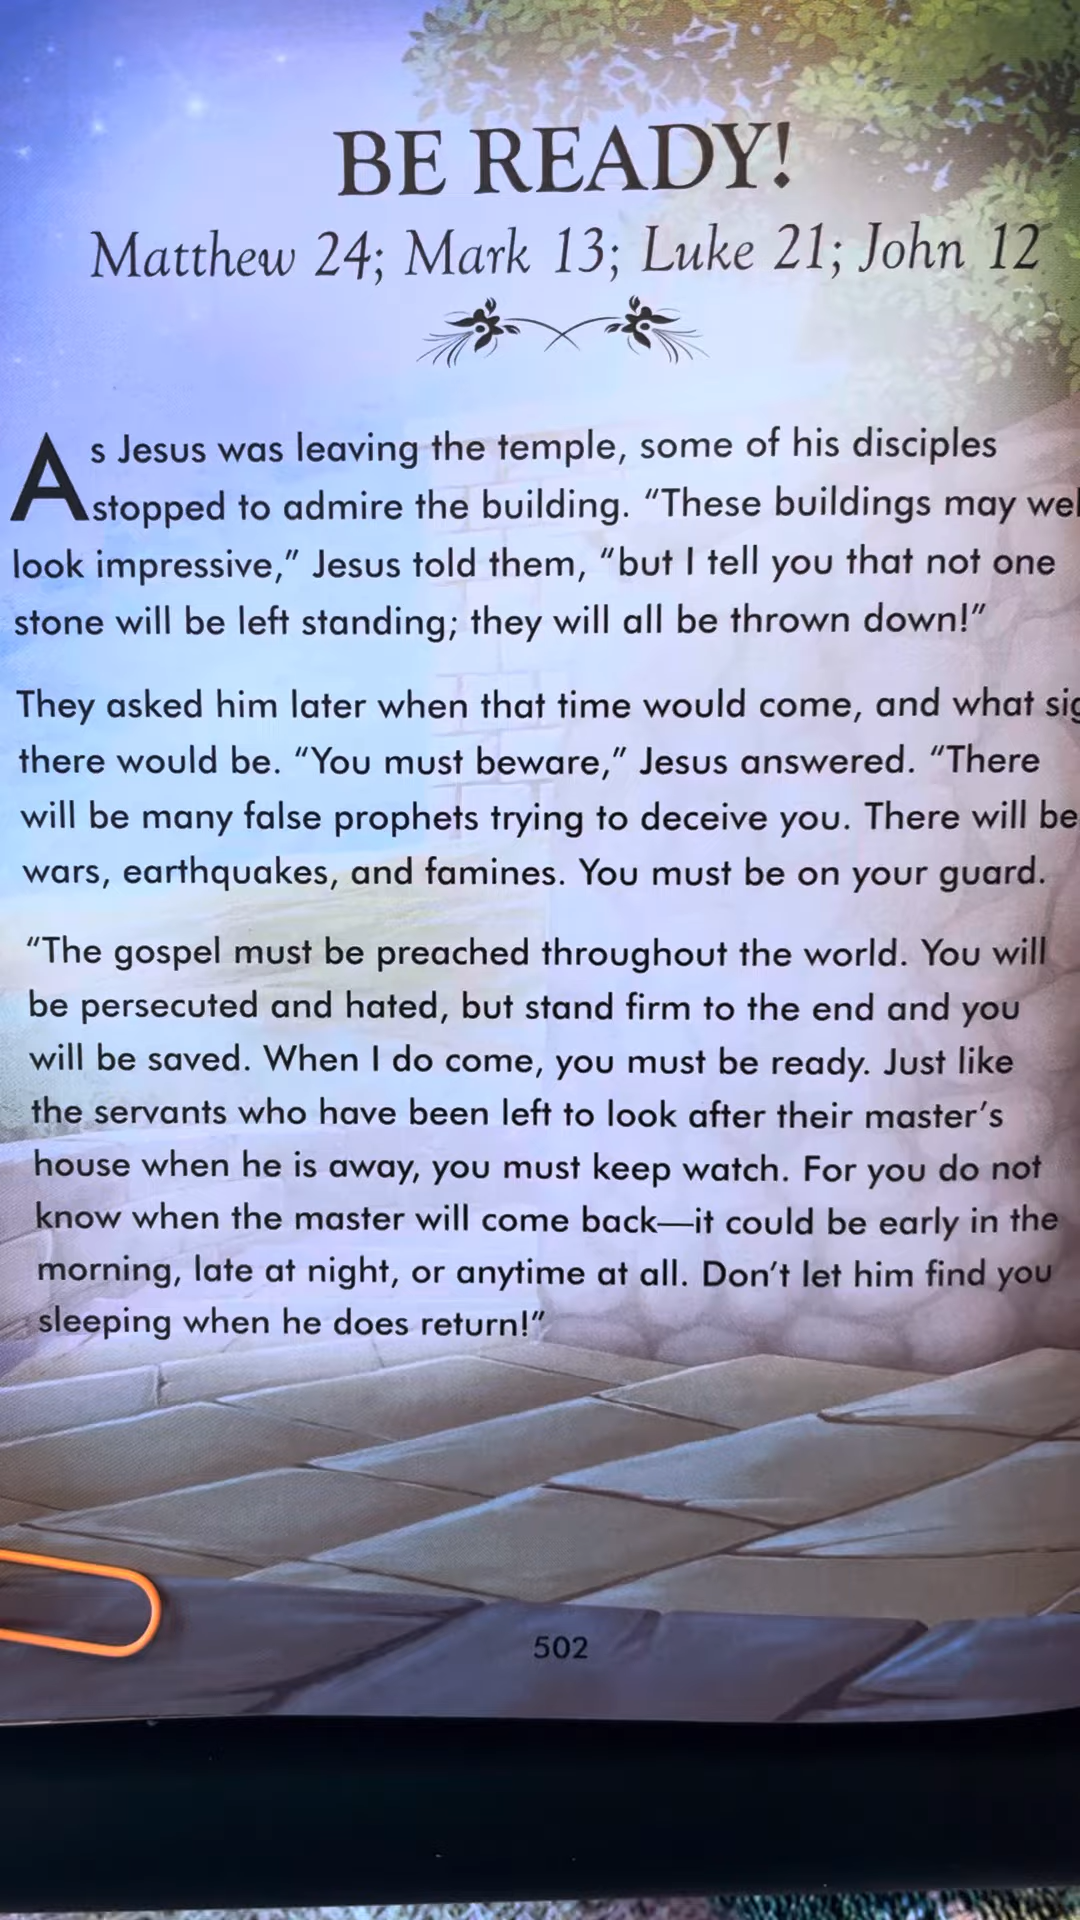 BE READY!
Matthew 24; Mark 13; Luke 21; John 12
As Jesus was leaving the temple, some of his disciples
stopped to admire the building. “These buildings may
look impressive,” Jesus told them, “but I tell you that not one
stone will be left standing; they will all be thrown down!”
They asked him later when that time would come, and what
there would be. “You must beware,” Jesus answered. “There
will be many false prophets trying to deceive you. There will be
wars, earthquakes, and famines. You must be on your guard.
“The gospel must be preached throughout the world. You will
be persecuted and hated, but stand firm to the end and you
will be saved. When I do come, you must be ready. Just like
the servants who have been left to look after their master’s
house when he is away, you must keep watch. For you do not
know when the master will come back—it could be early in the
morning, late at night, or anytime at all. Don’t let him find you
sleeping when he does return!”
502